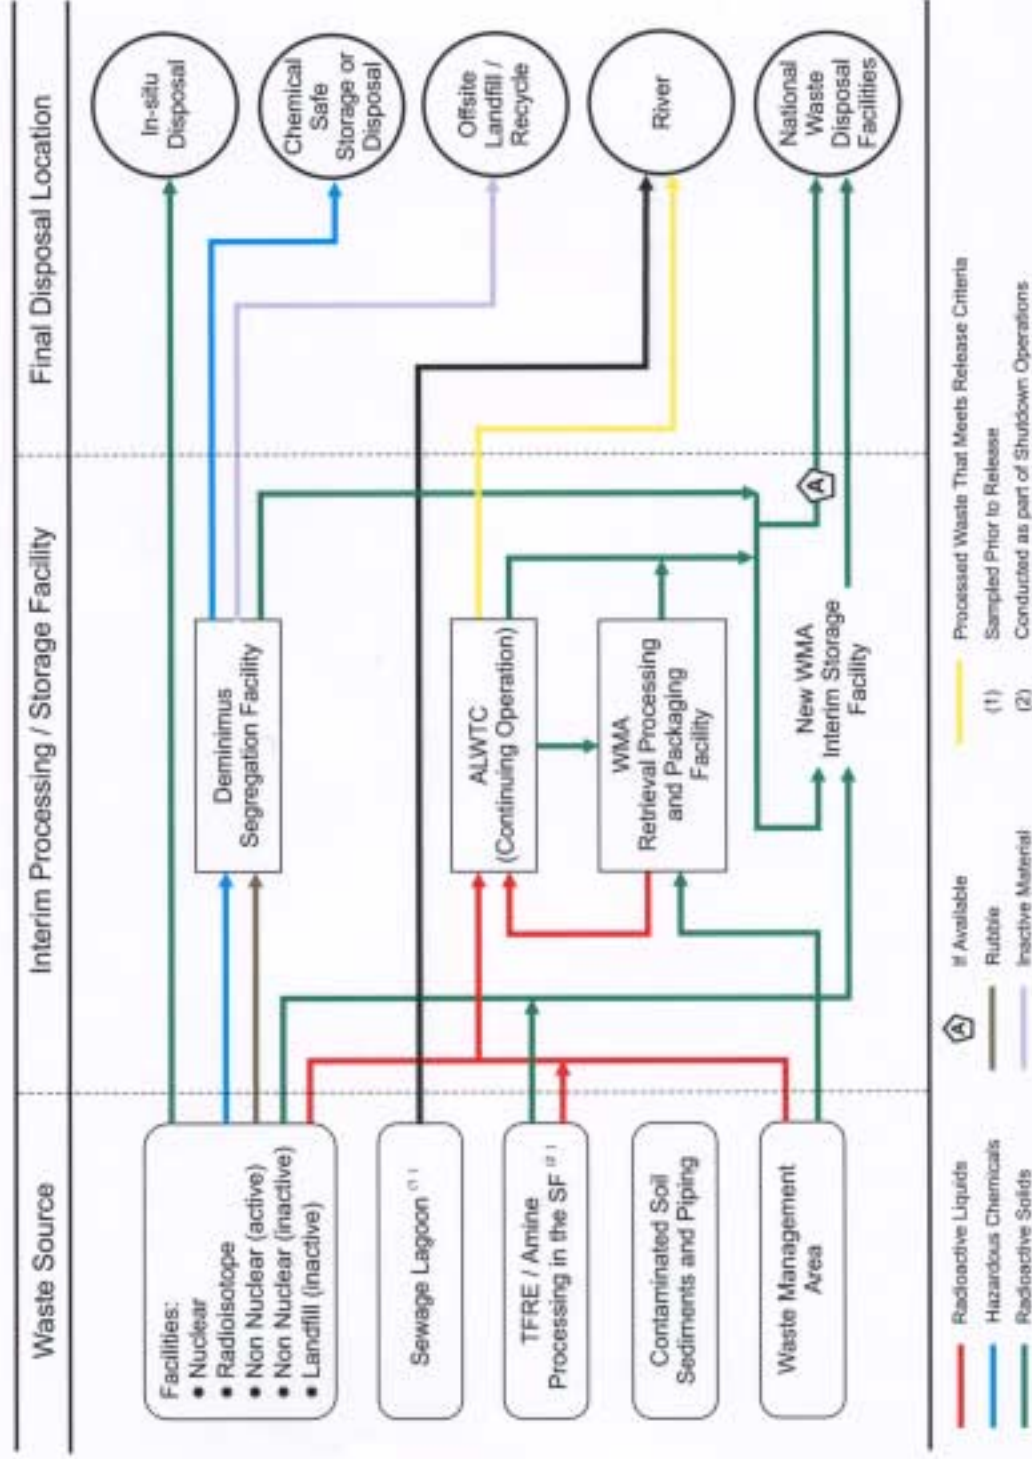 Waste Source
Interim Processing / Storage Facility
Final Disposal Location
Facilities:
● Nuclear
● Radioisotope
● Non Nuclear (active)
● Non Nuclear (inactive)
● Landfill (inactive)
Sewage Lagoon (1)
TFRE / Amine
Processing in the SF (2)
Contaminated Soil
Sediments and Piping
Waste Management
Area
Deminimus
Segregation Facility
ALWTC
(Continuing Operation)
WMA
Retrieval Processing
and Packaging
Facility
New WMA
Interim Storage
Facility
A
In-situ
Disposal
Chemical
Safe
Storage or
Disposal
Offsite
Landfill /
Recycle
River
National
Waste
Disposal
Facilities
Radioactive Liquids
Hazardous Chemicals
Radioactive Solids
A If Available
Rubble
Inactive Material
Processed Waste That Meets Release Criteria
(1) Sampled Prior to Release
(2) Conducted as part of Shutdown Operations